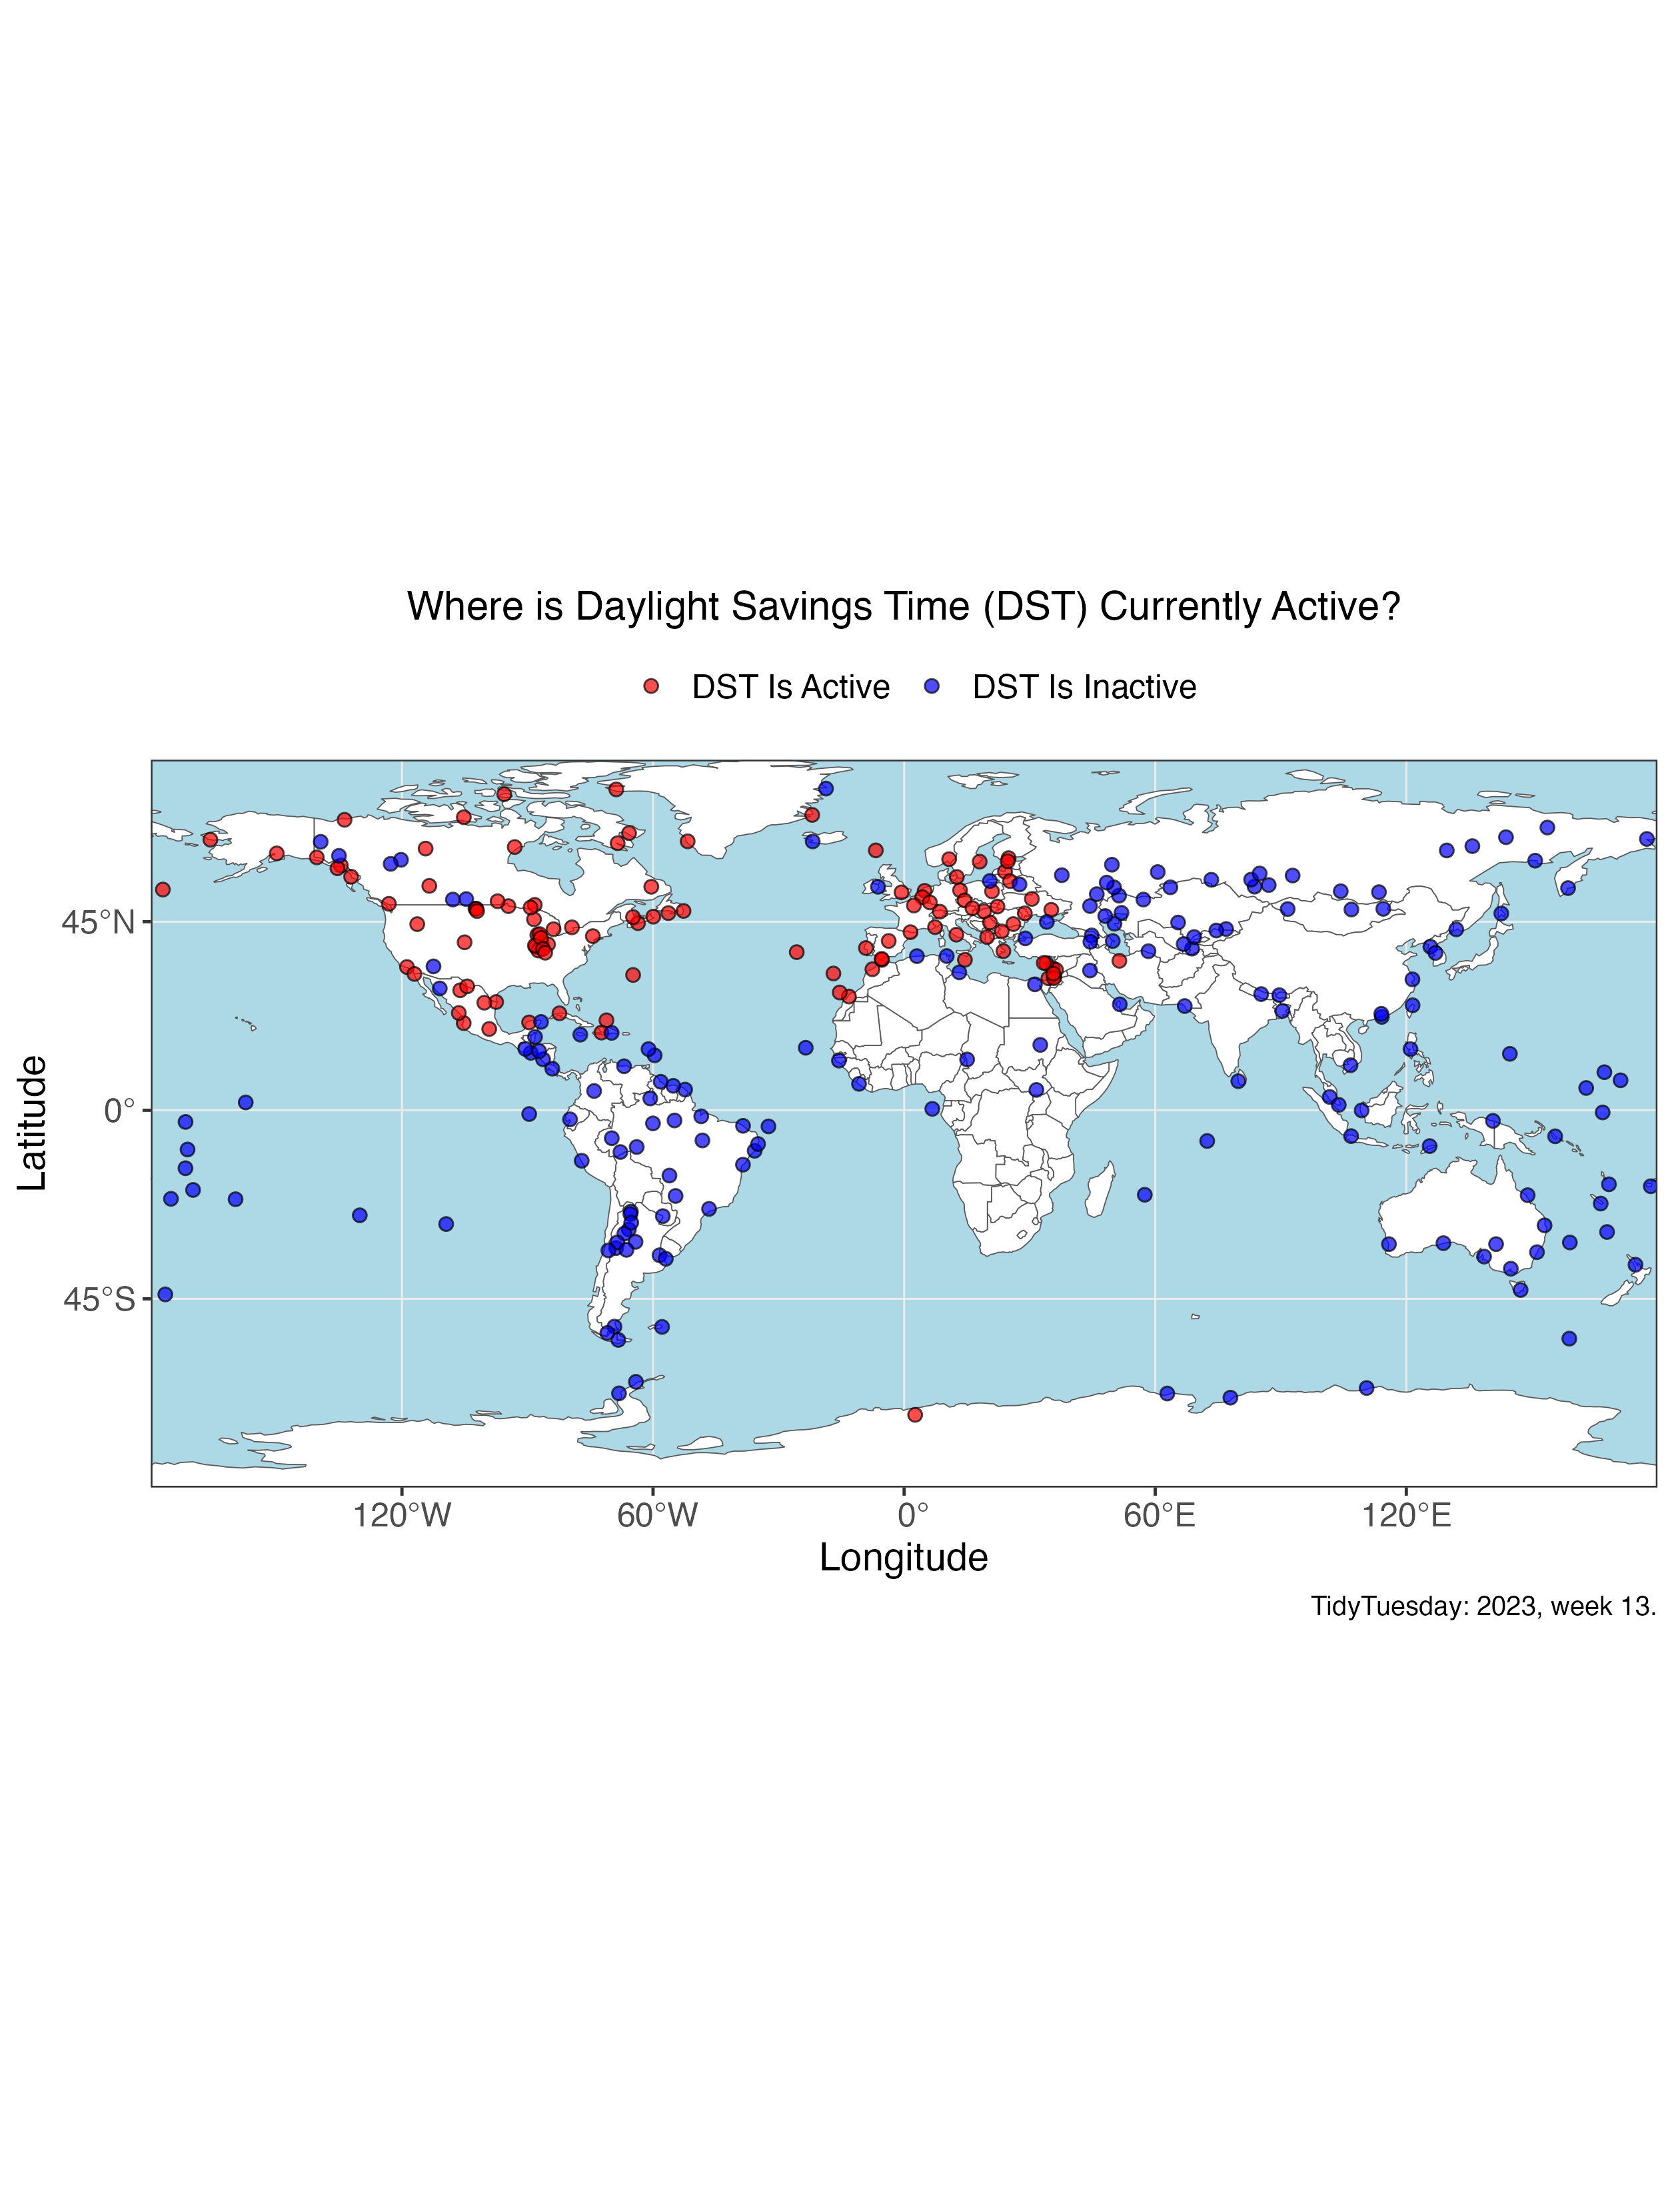 Where is Daylight Savings Time (DST) Currently Active?
DST Is Active
DST Is Inactive
Latitude
45°N
0°
45°S
120°W
60°W
0°
60°E
120°E
Longitude
TidyTuesday: 2023, week 13.